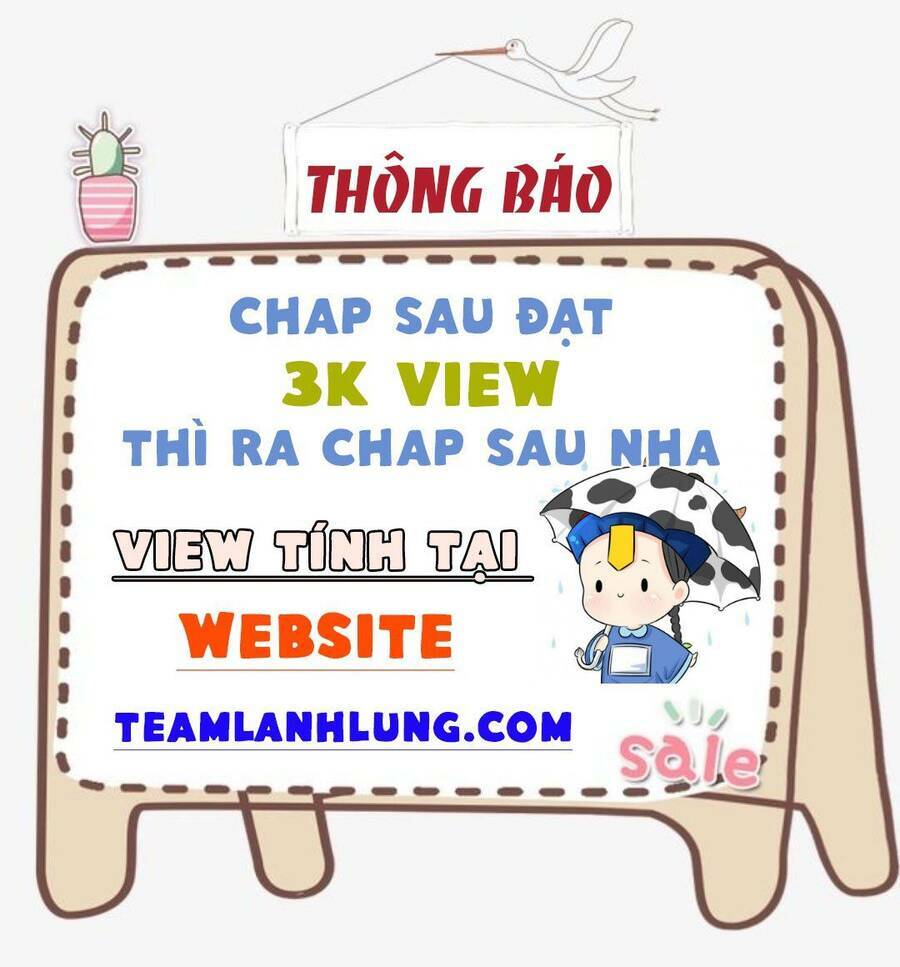 THÔNG BÁO
CHAP SAU ĐẠT
3K VIEW
THÌ RA CHAP SAU NHA
VIEW TÍNH TẠI
WEBSITE
TEAMLANHLUNG.COM
sale